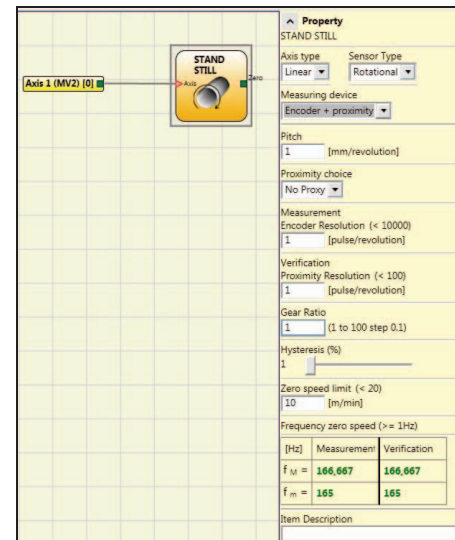 Axis 1 (MV2) [0]
STAND
STILL
Axis
Zero
Property
STAND STILL
Axis type Sensor Type
Linear Rotational
Measuring device
Encoder + proximity
Pitch
1 [mm/revolution]
Proximity choice
No Proxy
Measurement
Encoder Resolution (< 10000)
1 [pulse/revolution]
Verification
Proximity Resolution (< 100)
1 [pulse/revolution]
Gear Ratio
1 (1 to 100 step 0.1)
Hysteresis (%)
1
Zero speed limit (< 20)
10 [m/min]
Frequency zero speed (>= 1Hz)
[Hz] Measurement Verification
f M = 166,667 166,667
f m = 165 165
Item Description